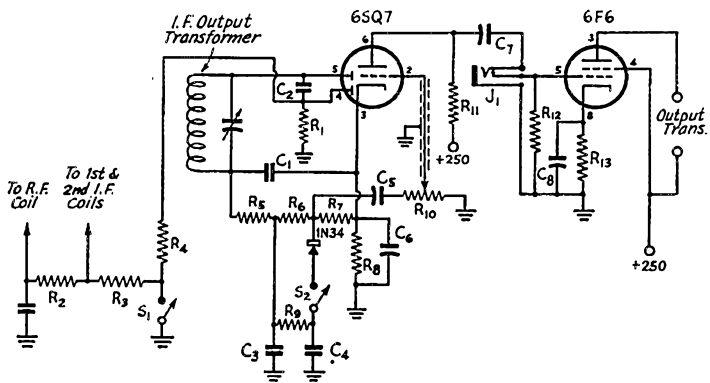 I.F. Output
Transformer
6SQ7
6F6
6
5
4
2
3
C2
R1
C1
C7
J1
R11
+250
R12
3
5
4
8
C8
R13
Output
Trans.
+250
To R.F.
Coil
To 1st &
2nd I.F.
Coils
R4
R2
R3
S1
R5
R6
R7
1N34
C5
R10
C6
R8
S2
R9
C3
C4